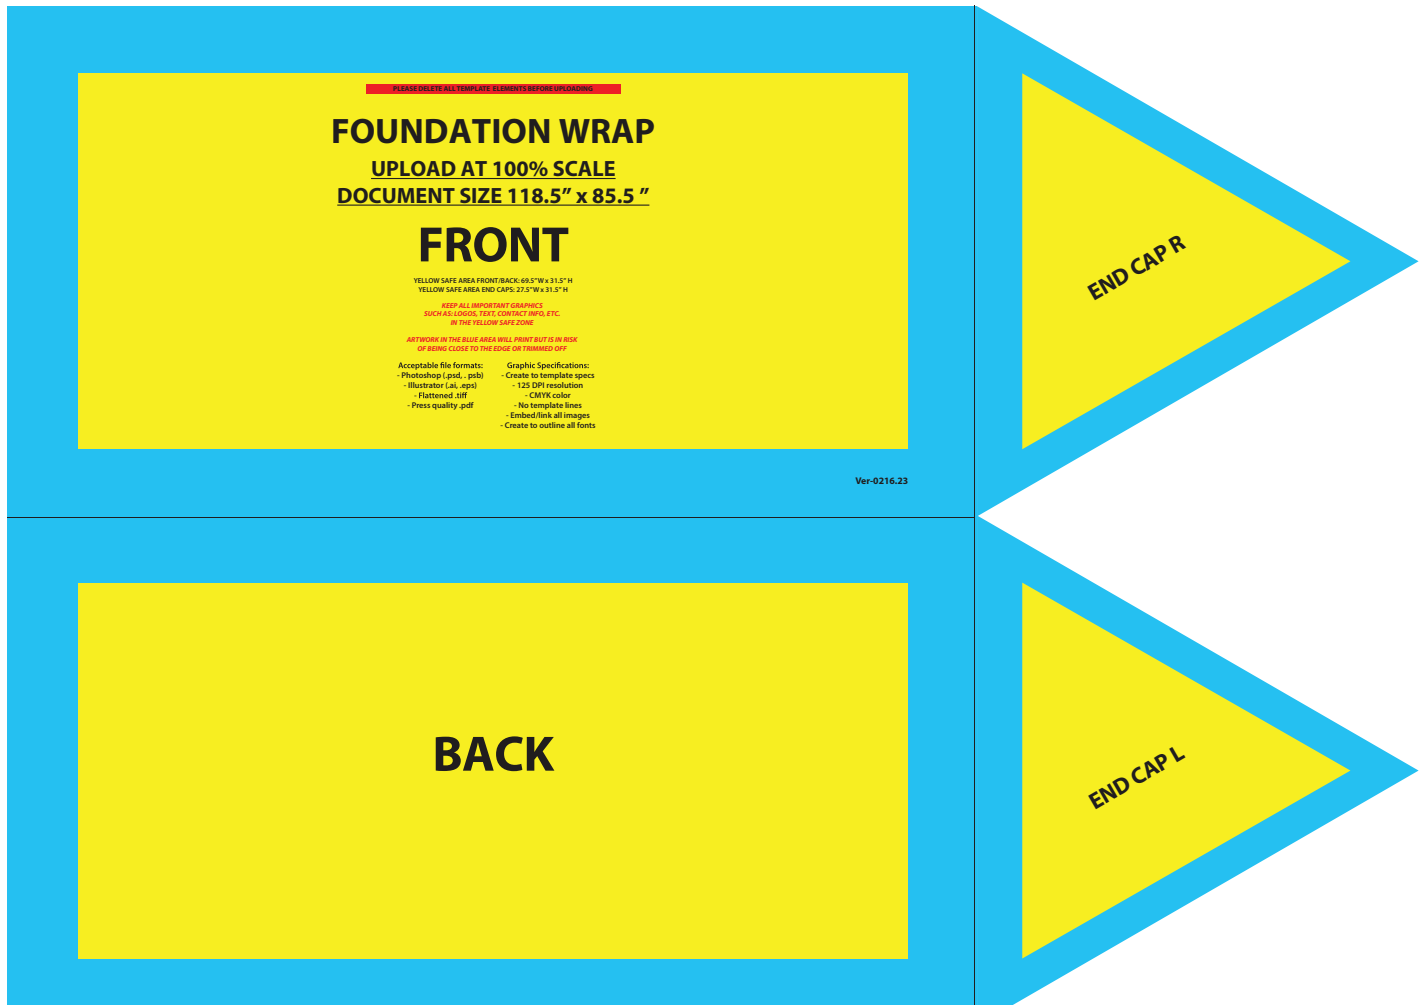 PLEASE DELETE ALL TEMPLATE ELEMENTS BEFORE UPLOADING
FOUNDATION WRAP
UPLOAD AT 100% SCALE
DOCUMENT SIZE 118.5” x 85.5 ”
FRONT
YELLOW SAFE AREA FRONT/BACK: 69.5” W x 31.5” H
YELLOW SAFE AREA END CAPS: 27.5” W x 31.5” H
KEEP ALL IMPORTANT GRAPHICS
SUCH AS: LOGOS, TEXT, CONTACT INFO, ETC.
IN THE YELLOW SAFE ZONE
ARTWORK IN THE BLUE AREA WILL PRINT BUT IS IN RISK
OF BEING CLOSE TO THE EDGE OR TRIMMED OFF
Acceptable file formats:
- Photoshop (.psd, . psb)
- Illustrator (.ai, .eps)
- Flattened .tiff
- Press quality .pdf
Graphic Specifications:
- Create to template specs
- 125 DPI resolution
- CMYK color
- No template lines
- Embed/link all images
- Create to outline all fonts
Ver-0216.23
END CAP R
BACK
END CAP L